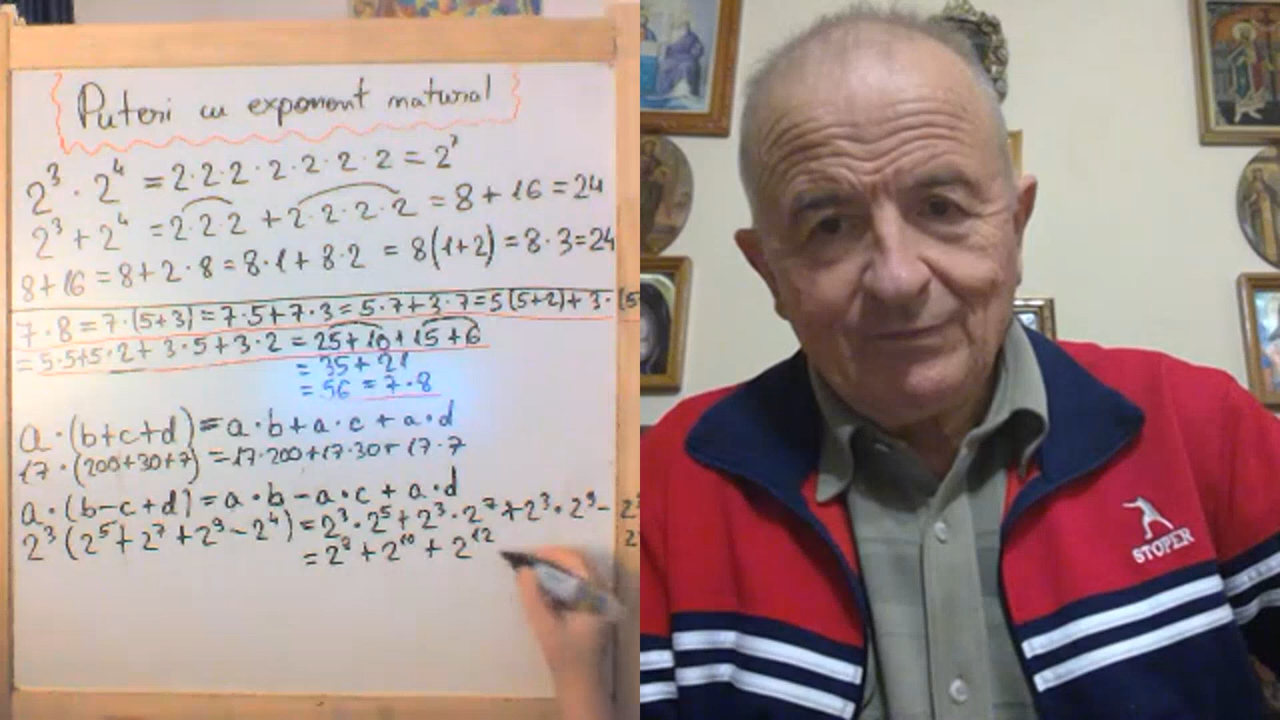 Puteri cu exponent natural
2³ · 2⁴ = 2·2·2·2·2·2·2 = 2⁷
2³ + 2⁴ = 2·2·2 + 2·2·2·2 = 8 + 16 = 24
8+16 = 8+2·8 = 8·1 + 8·2 = 8(1+2) = 8·3=24
7·8 = 7·(5+3) = 7·5+7·3 = 5·7+3·7 = 5(5+2)+3·(5
= 5·5+5·2+3·5+3·2 = 25+10+15+6
= 35+21
= 56 = 7·8
a·(b+c+d) = a·b+a·c+a·d
17·(200+30+7) = 17·200+17·30+17·7
a·(b-c+d) = a·b-a·c+a·d
2³(2⁵+2⁷+2⁹-2⁴) = 2³·2⁵+2³·2⁷+2³·2⁹-
= 2⁸+2¹⁰+2¹²
STOPER